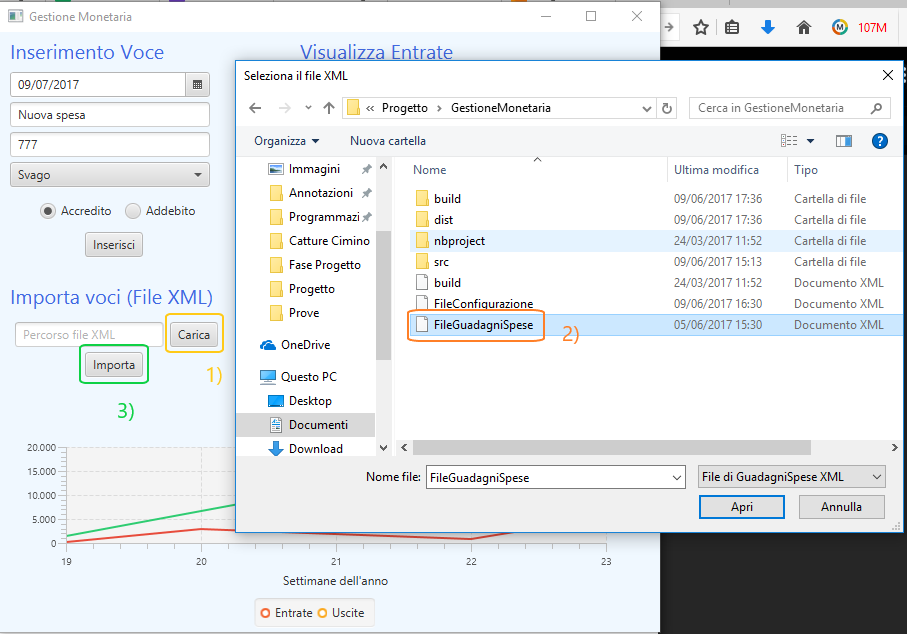 Gestione Monetaria
107M
Inserimento Voce
Visualizza Entrate
09/07/2017
Nuova spesa
777
Svago
Accredito
Addebito
Inserisci
Importa voci (File XML)
Percorso file XML
Carica
1)
Importa
3)
20.000
15.000
10.000
5.000
0
19
20
21
22
23
Settimane dell'anno
Entrate
Uscite
Seleziona il file XML
« Progetto > GestioneMonetaria
Cerca in GestioneMonetaria
Organizza
Nuova cartella
Immagini
Annotazioni
Programmazi
Catture Cimino
Fase Progetto
Progetto
Prove
OneDrive
Questo PC
Desktop
Documenti
Download
Nome Ultima modifica Tipo
build 09/06/2017 17:36 Cartella di file
dist 09/06/2017 17:36 Cartella di file
nbproject 24/03/2017 11:52 Cartella di file
src 09/06/2017 15:13 Cartella di file
build 24/03/2017 11:52 Documento XML
FileConfigurazione 09/06/2017 16:30 Documento XML
FileGuadagniSpese 05/06/2017 15:30 Documento XML
2)
Nome file: FileGuadagniSpese
File di GuadagniSpese XML
Apri
Annulla